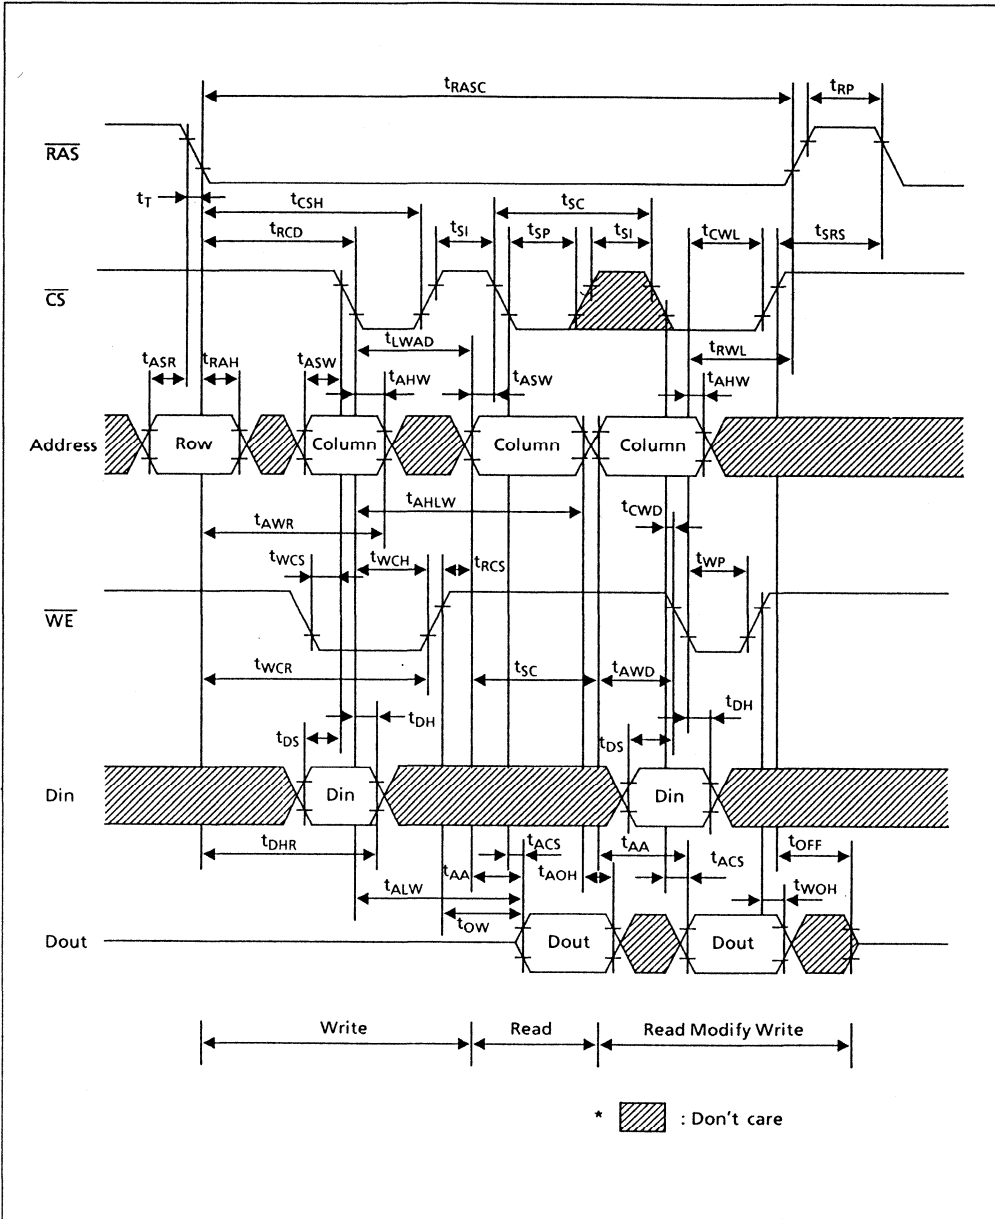 tRASC
tRP
RAS
tT
tCSH
tSC
tRCD
tSI
tSP
tSI
tCWL
tSRS
CS
tLWAD
tRWL
tASR
tRAH
tASW
tAHW
tASW
tAHW
Address
Row
Column
Column
Column
tAHLW
tCWD
tAWR
tWCS
tWCH
tRCS
tWP
WE
tWCR
tSC
tAWD
tDS
tDH
tDS
tDH
Din
Din
Din
tDHR
tACS
tAA
tOFF
tAA
tAOH
tACS
tALW
tWOH
tOW
Dout
Dout
Dout
Write
Read
Read Modify Write
* : Don't care